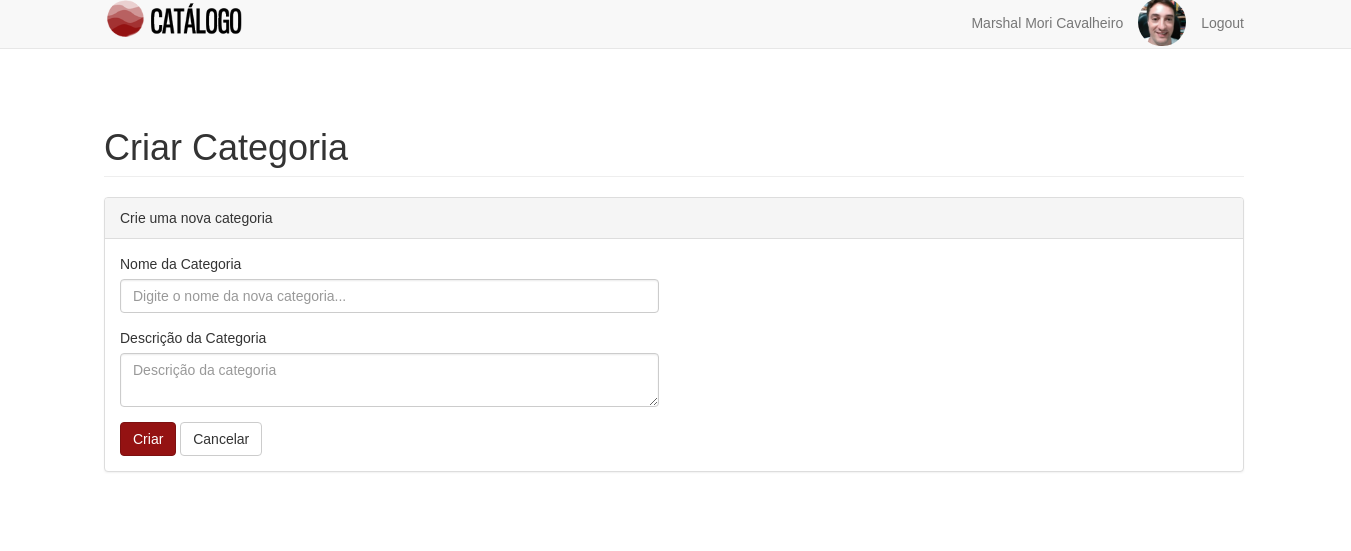 CATÁLOGO
Marshal Mori Cavalheiro Logout
Criar Categoria
Crie uma nova categoria
Nome da Categoria
Digite o nome da nova categoria...
Descrição da Categoria
Descrição da categoria
Criar Cancelar